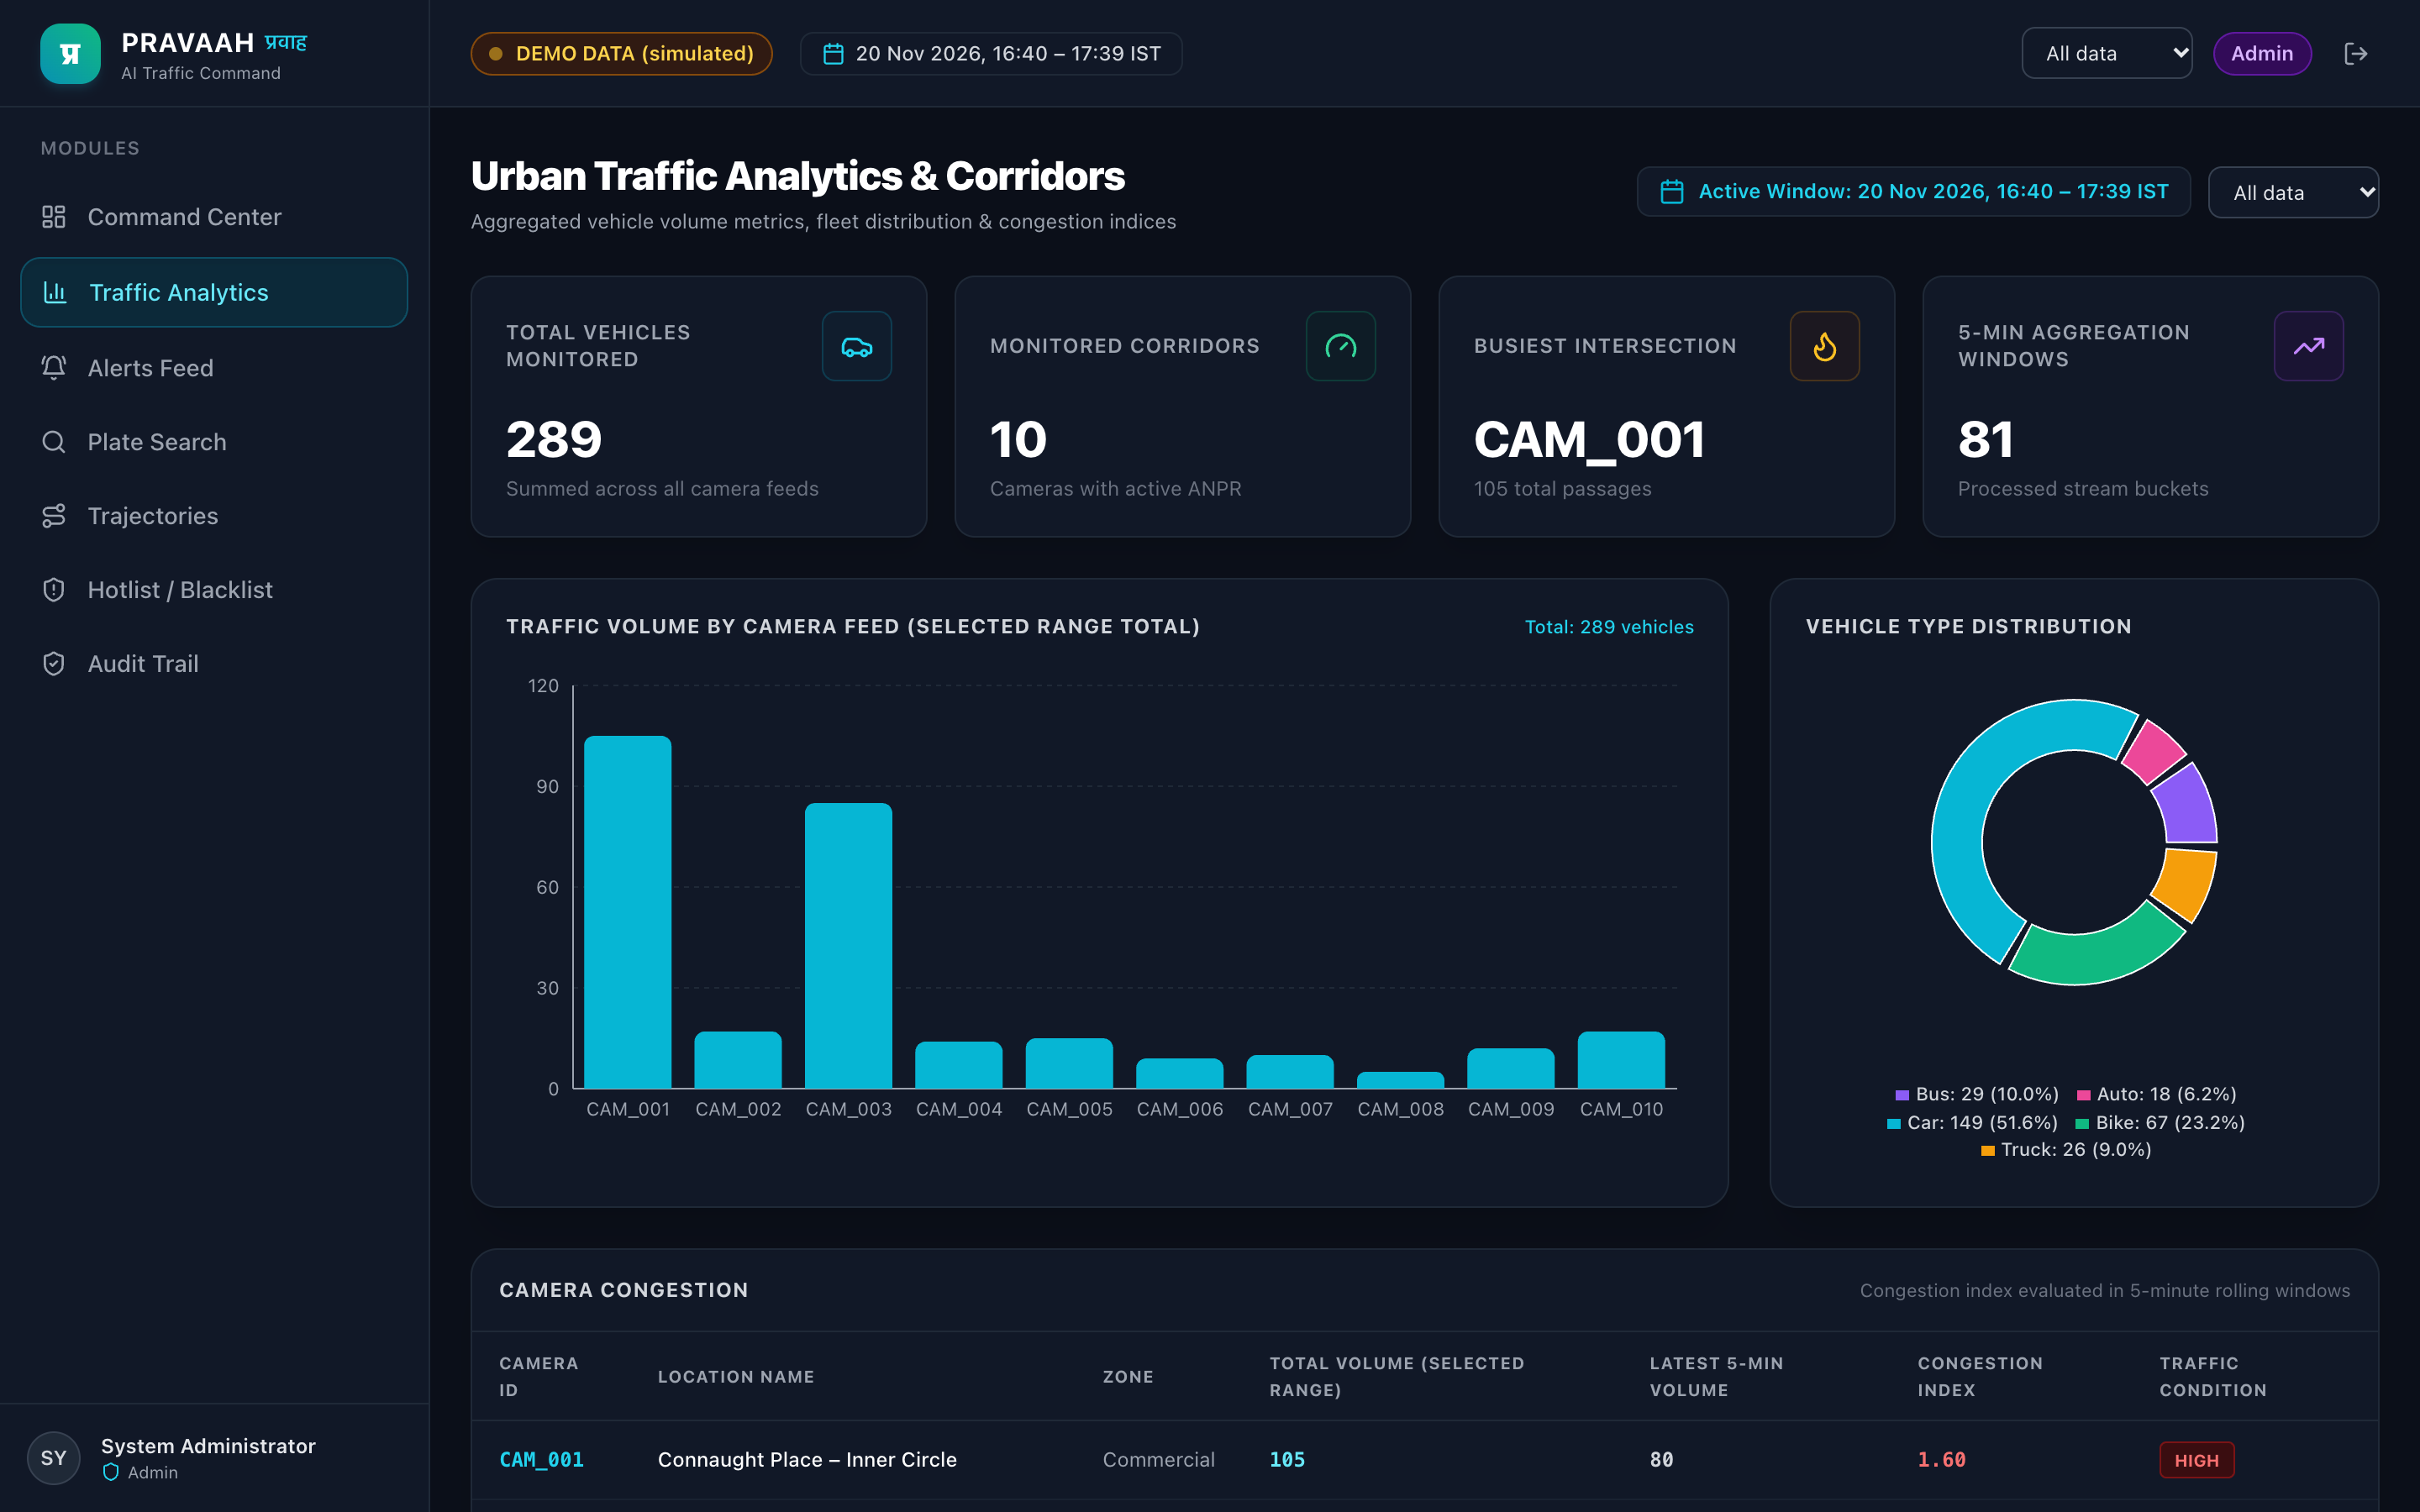 प्र
PRAVAAH प्रवाह
AI Traffic Command
DEMO DATA (simulated)
20 Nov 2026, 16:40 – 17:39 IST
All data
Admin
MODULES
Command Center
Traffic Analytics
Alerts Feed
Plate Search
Trajectories
Hotlist / Blacklist
Audit Trail
SY
System Administrator
Admin
Urban Traffic Analytics & Corridors
Aggregated vehicle volume metrics, fleet distribution & congestion indices
Active Window: 20 Nov 2026, 16:40 – 17:39 IST
All data
TOTAL VEHICLES
MONITORED
289
Summed across all camera feeds
MONITORED CORRIDORS
10
Cameras with active ANPR
BUSIEST INTERSECTION
CAM_001
105 total passages
5-MIN AGGREGATION
WINDOWS
81
Processed stream buckets
TRAFFIC VOLUME BY CAMERA FEED (SELECTED RANGE TOTAL)
Total: 289 vehicles
120
90
60
30
0
CAM_001 CAM_002 CAM_003 CAM_004 CAM_005 CAM_006 CAM_007 CAM_008 CAM_009 CAM_010
VEHICLE TYPE DISTRIBUTION
Bus: 29 (10.0%) Auto: 18 (6.2%)
Car: 149 (51.6%) Bike: 67 (23.2%)
Truck: 26 (9.0%)
CAMERA CONGESTION
Congestion index evaluated in 5-minute rolling windows
CAMERA
ID
LOCATION NAME
ZONE
TOTAL VOLUME (SELECTED
RANGE)
LATEST 5-MIN
VOLUME
CONGESTION
INDEX
TRAFFIC
CONDITION
CAM_001 Connaught Place – Inner Circle Commercial 105 80 1.60 HIGH